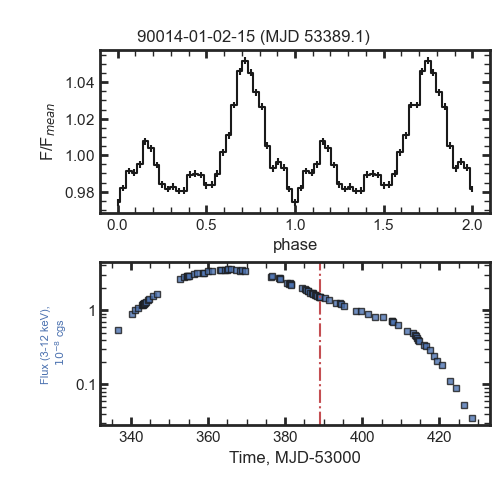 90014-01-02-15 (MJD 53389.1)
F/F_mean
1.04
1.02
1.00
0.98
0.0 0.5 1.0 1.5 2.0
phase
Flux (3-12 keV),
10⁻⁸ cgs
1
0.1
340 360 380 400 420
Time, MJD-53000